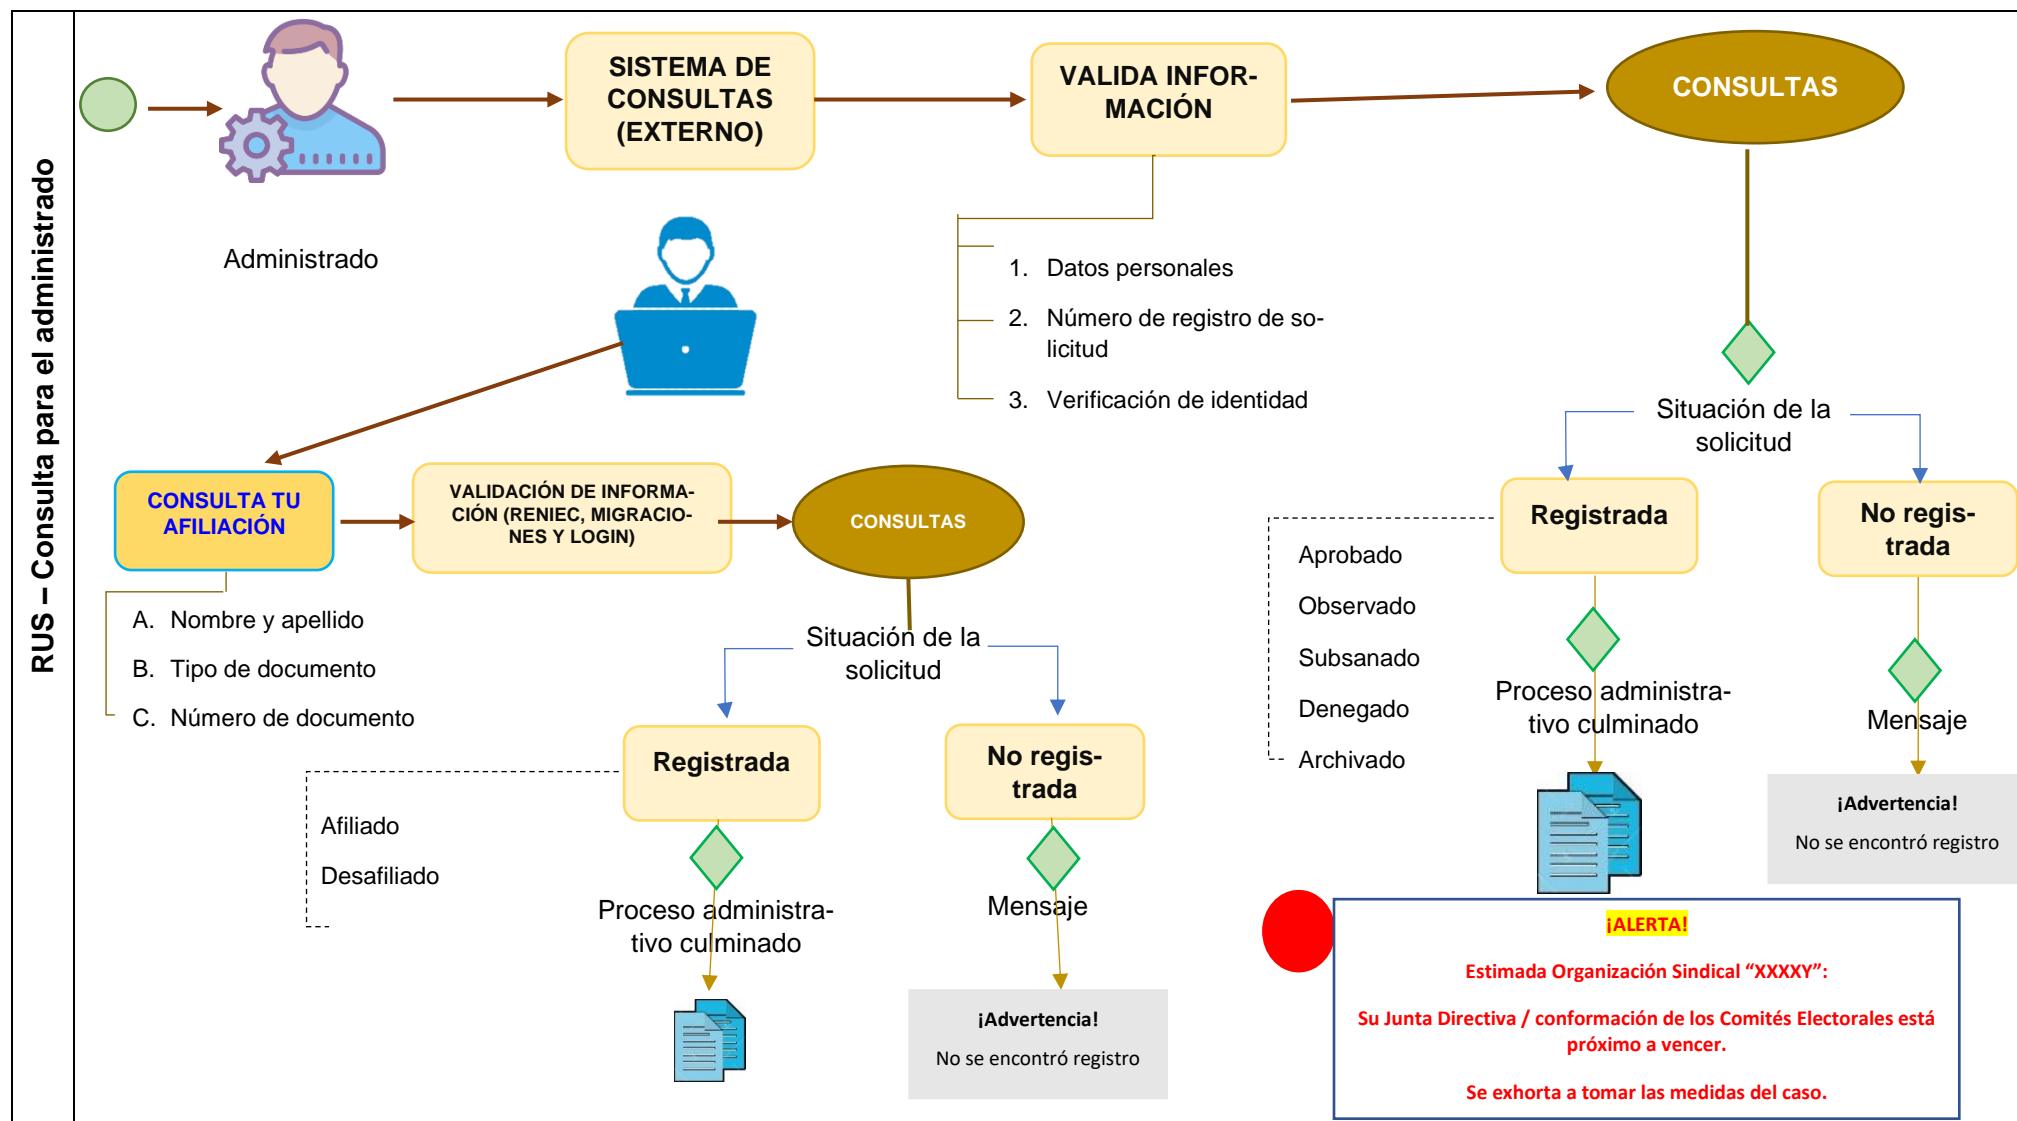 RUS – Consulta para el administrado
Administrado
SISTEMA DE
CONSULTAS
(EXTERNO)
VALIDA INFOR-
MACIÓN
CONSULTAS
1. Datos personales
2. Número de registro de so-
licitud
3. Verificación de identidad
Situación de la
solicitud
Registrada
No regis-
trada
Aprobado
Observado
Subsanado
Denegado
Archivado
Proceso administra-
tivo culminado
Mensaje
¡Advertencia!
No se encontró registro
CONSULTA TU
AFILIACIÓN
VALIDACIÓN DE INFORMA-
CIÓN (RENIEC, MIGRACIO-
NES Y LOGIN)
CONSULTAS
A. Nombre y apellido
B. Tipo de documento
C. Número de documento
Situación de la
solicitud
Registrada
No regis-
trada
Afiliado
Desafiliado
Proceso administra-
tivo culminado
Mensaje
¡Advertencia!
No se encontró registro
¡ALERTA!
Estimada Organización Sindical “XXXXY”:
Su Junta Directiva / conformación de los Comités Electorales está
próximo a vencer.
Se exhorta a tomar las medidas del caso.